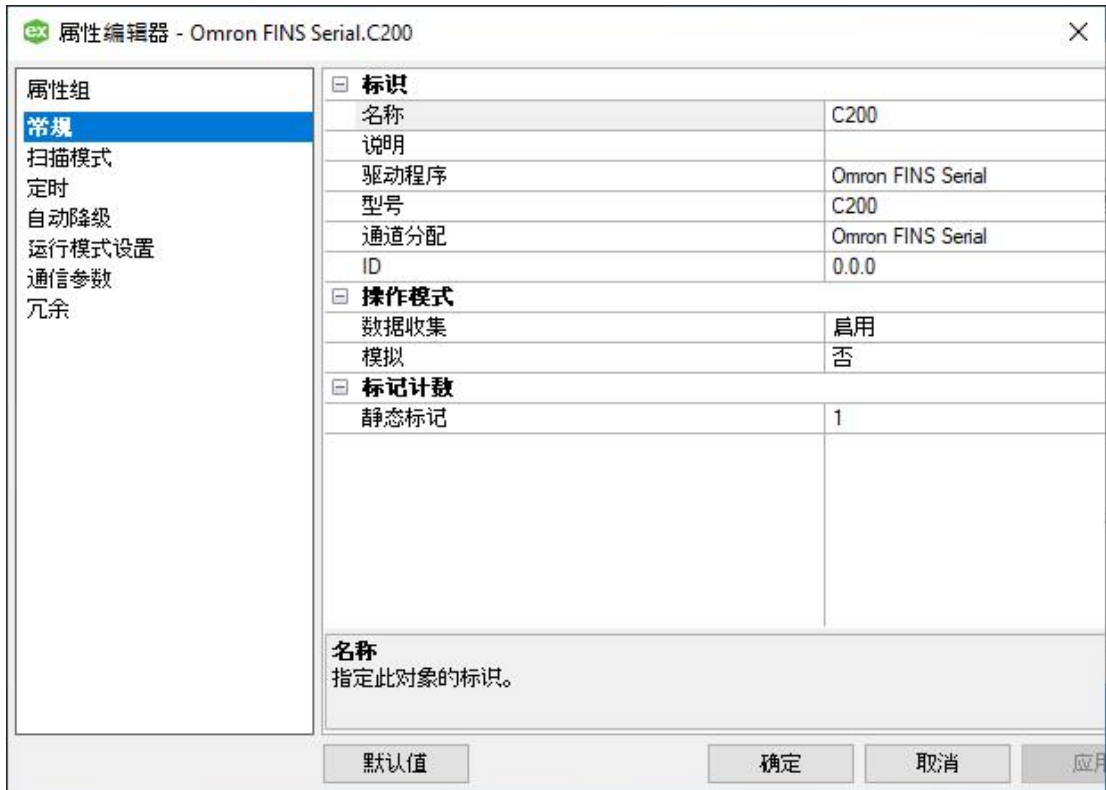 ex 属性编辑器 - Omron FINS Serial.C200
属性组
常规
扫描模式
定时
自动降级
运行模式设置
通信参数
冗余
标识
名称 C200
说明
驱动程序 Omron FINS Serial
型号 C200
通道分配 Omron FINS Serial
ID 0.0.0
操作模式
数据收集 启用
模拟 否
标记计数
静态标记 1
名称
指定此对象的标识。
默认值 确定 取消 应用